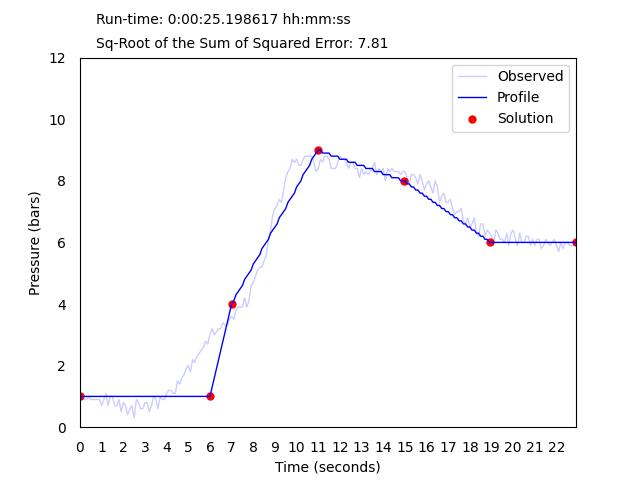 Run-time: 0:00:25.198617 hh:mm:ss
Sq-Root of the Sum of Squared Error: 7.81
12
10
8
6
4
2
0
Pressure (bars)
Observed
Profile
Solution
0 1 2 3 4 5 6 7 8 9 10 11 12 13 14 15 16 17 18 19 20 21 22
Time (seconds)